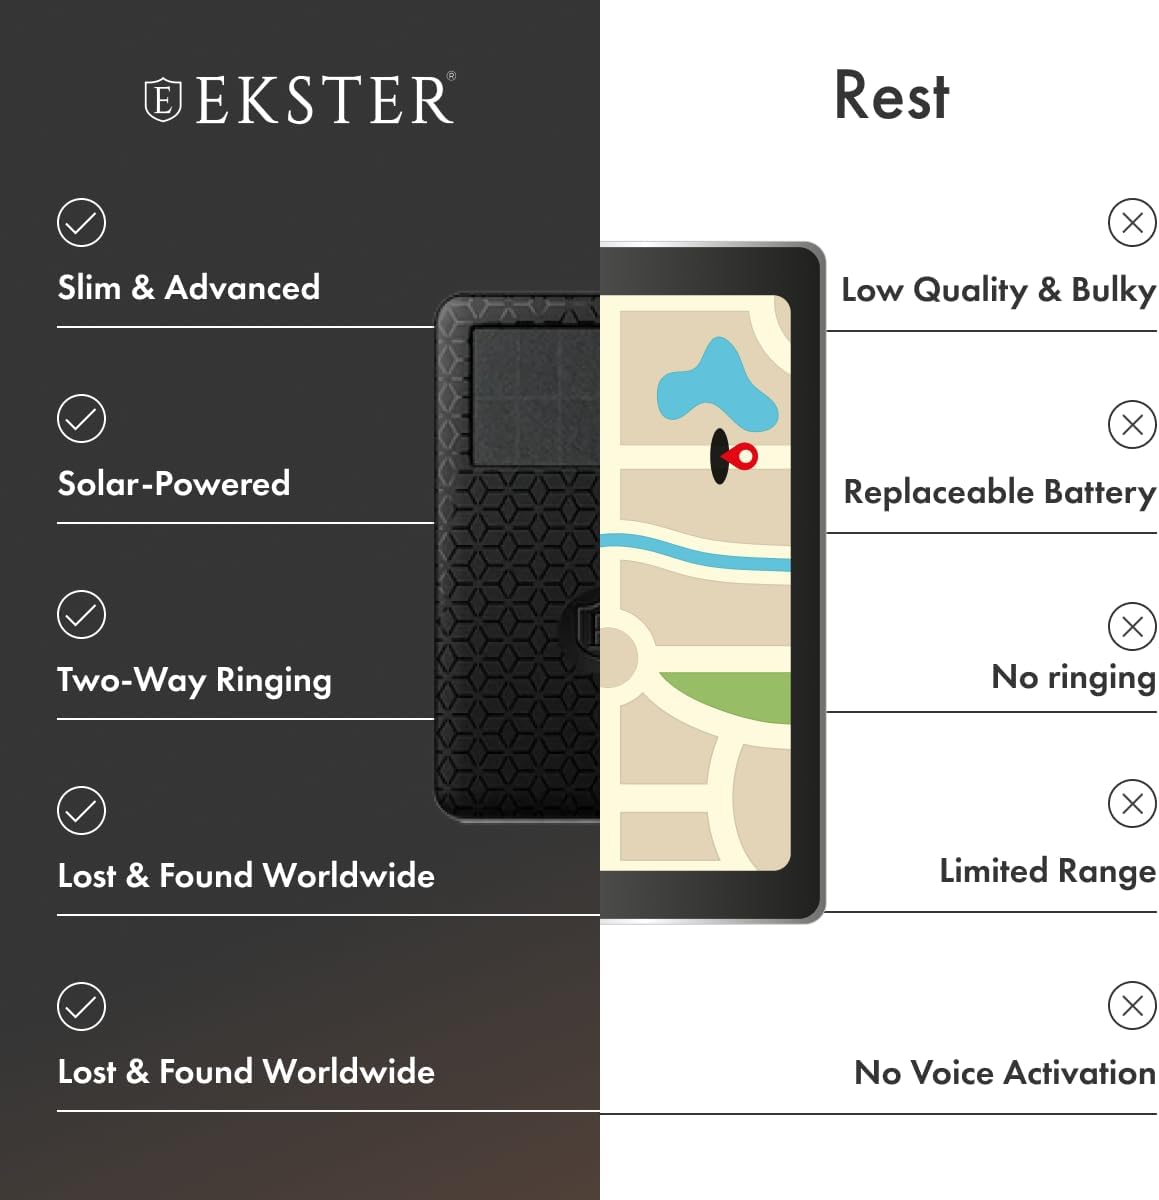 E EKSTER®
Slim & Advanced
Solar-Powered
Two-Way Ringing
Lost & Found Worldwide
Lost & Found Worldwide
Rest
Low Quality & Bulky
Replaceable Battery
No ringing
Limited Range
No Voice Activation